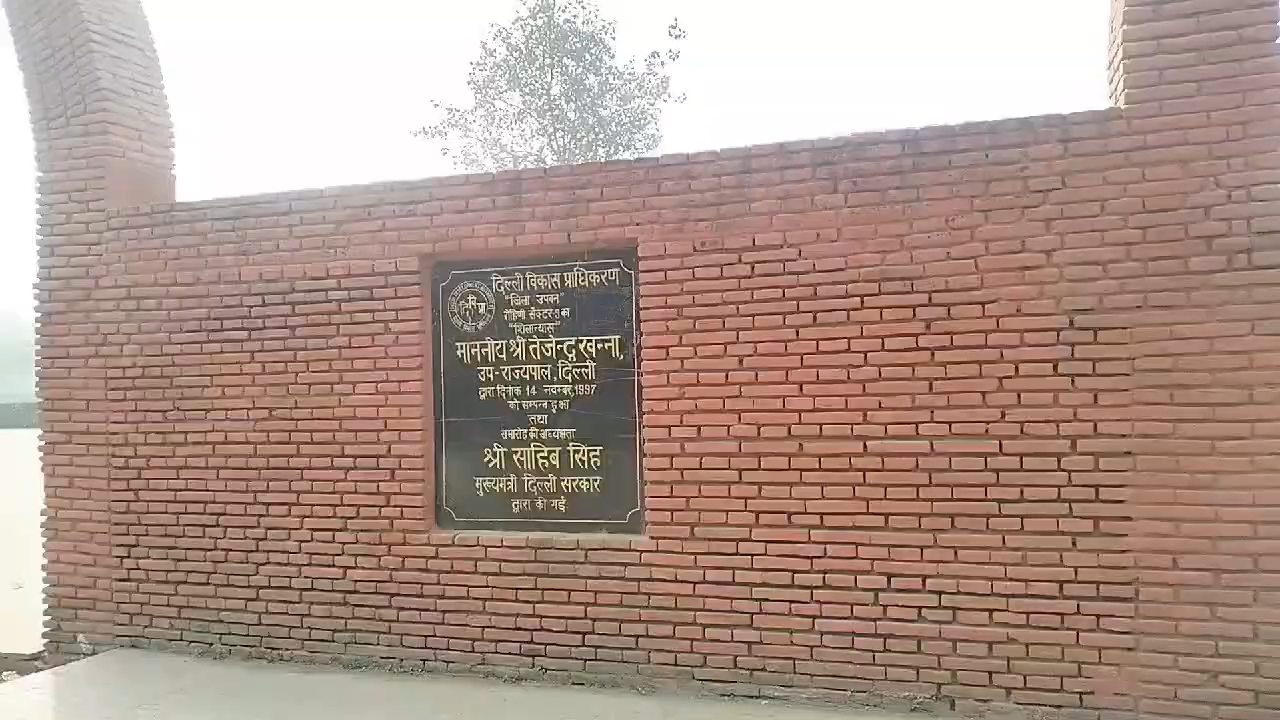 दिल्ली विकास प्राधिकरण
"जिला उपवन"
रोहिणी सैक्टर का
"शिलान्यास"
माननीय श्री तेजेन्द्र खन्ना,
उप-राज्यपाल, दिल्ली
द्वारा दिनांक 14 नवम्बर,1997
को सम्पन्न हुआ
तथा
समारोह की अध्यक्षता
श्री साहिब सिंह
मुख्यमंत्री दिल्ली सरकार
द्वारा की गई